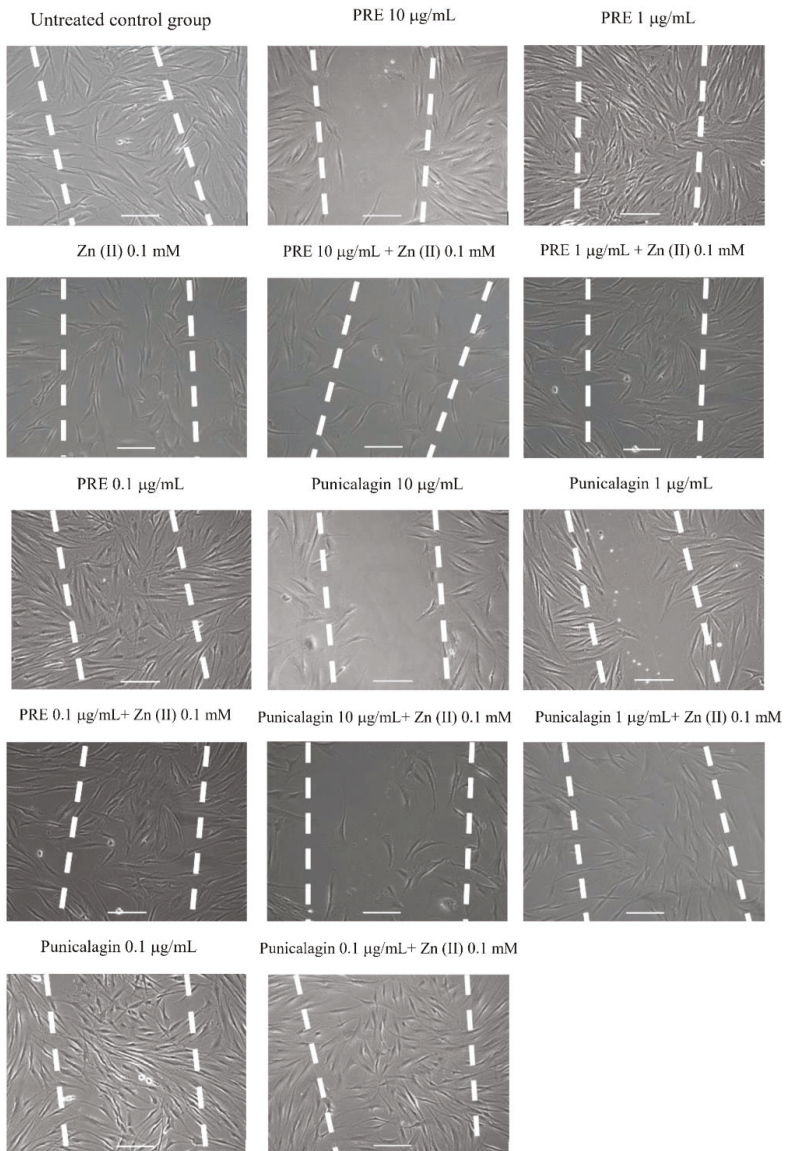 Untreated control group
PRE 10 µg/mL
PRE 1 µg/mL
Zn (II) 0.1 mM
PRE 10 µg/mL + Zn (II) 0.1 mM
PRE 1 µg/mL + Zn (II) 0.1 mM
PRE 0.1 µg/mL
Punicalagin 10 µg/mL
Punicalagin 1 µg/mL
PRE 0.1 µg/mL+ Zn (II) 0.1 mM
Punicalagin 10 µg/mL+ Zn (II) 0.1 mM
Punicalagin 1 µg/mL+ Zn (II) 0.1 mM
Punicalagin 0.1 µg/mL
Punicalagin 0.1 µg/mL+ Zn (II) 0.1 mM